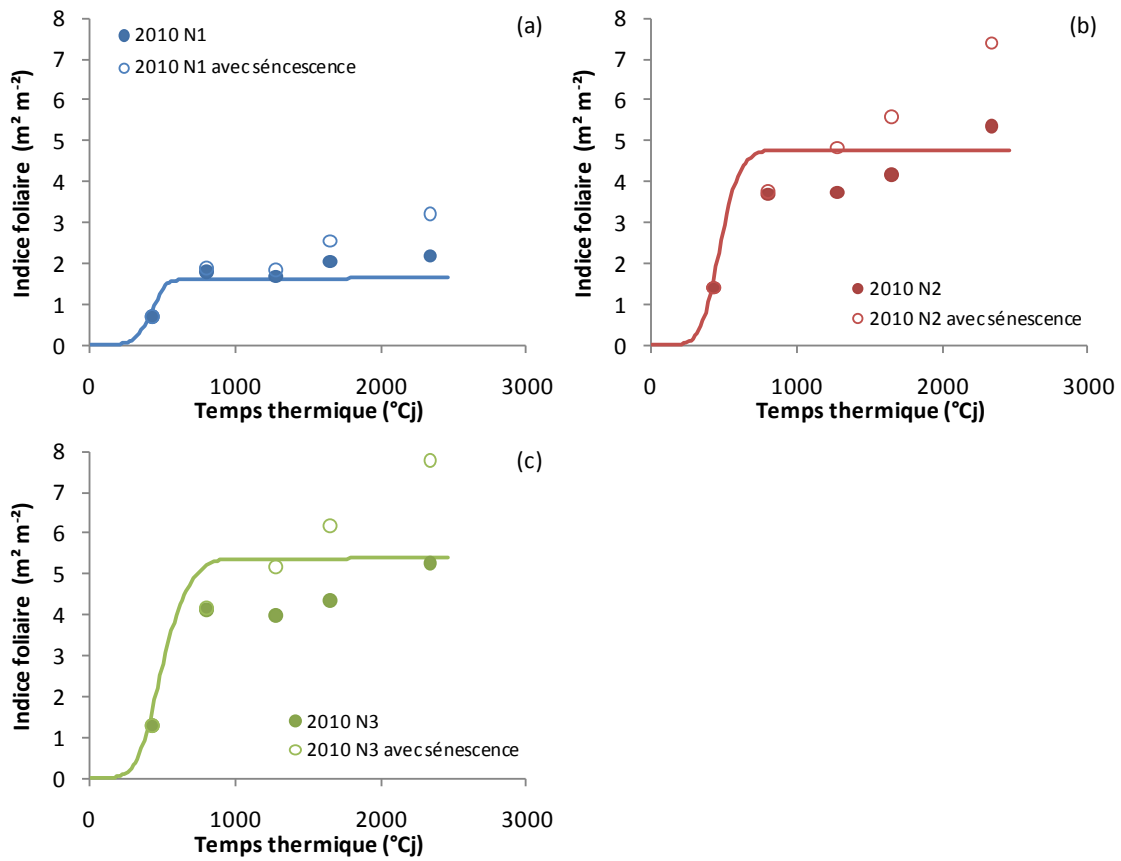 (a)
2010 N1
2010 N1 avec séncescence
Indice foliaire (m² m⁻²)
8
7
6
5
4
3
2
1
0
0 1000 2000 3000
Temps thermique (°Cj)
(b)
Indice foliaire (m² m⁻²)
8
7
6
5
4
3
2
1
0
2010 N2
2010 N2 avec sénescence
0 1000 2000 3000
Temps thermique (°Cj)
(c)
Indice foliaire (m² m⁻²)
8
7
6
5
4
3
2
1
0
2010 N3
2010 N3 avec sénescence
0 1000 2000 3000
Temps thermique (°Cj)